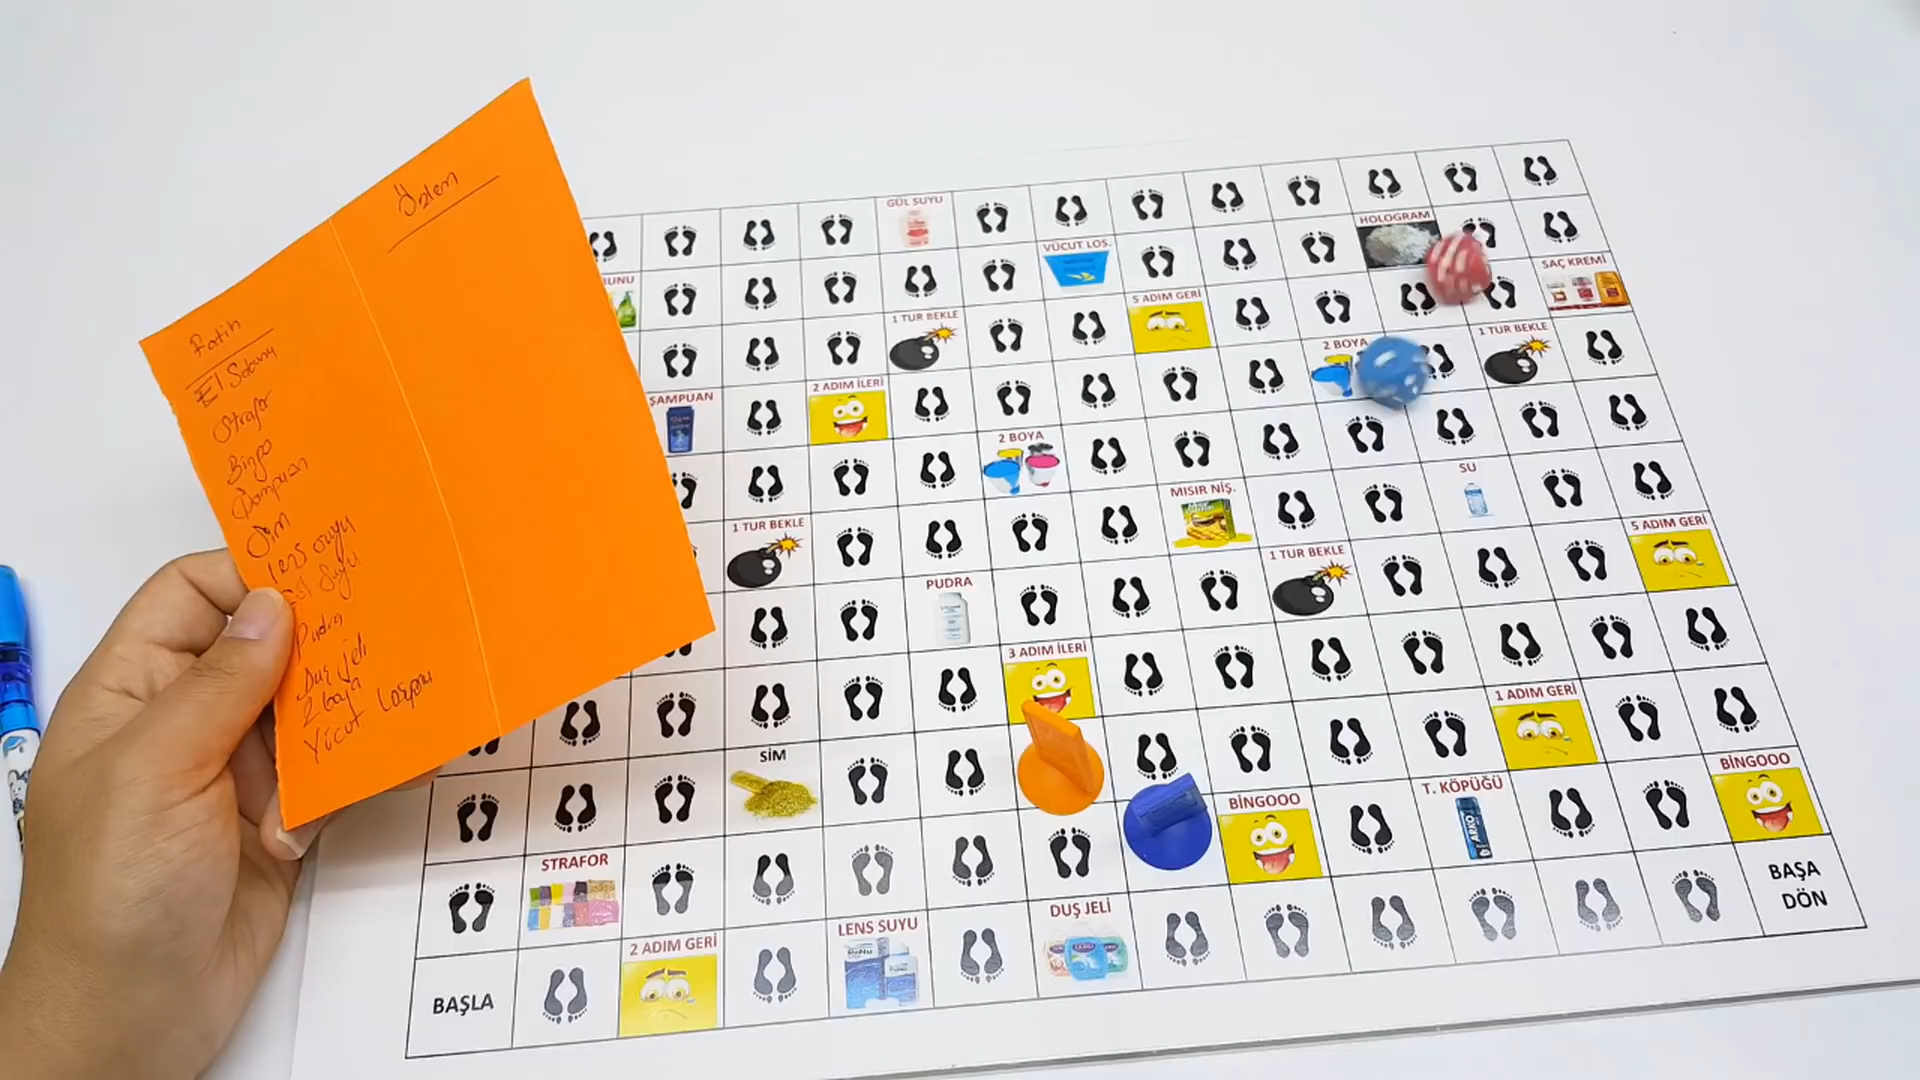 Özlem
Fatih
El Sabunu
Strafor
Bingo
Şampuan
Sim
Lens suyu
Gül Suyu
Pudra
Duş jeli
2 boya
Vücut Losyonu
GÜL SUYU
HOLOGRAM
VÜCUT LOS.
SAÇ KREMİ
5 ADIM GERİ
1 TUR BEKLE
1 TUR BEKLE
2 BOYA
2 ADIM İLERİ
ŞAMPUAN
2 BOYA
SU
MISIR NİŞ.
5 ADIM GERİ
1 TUR BEKLE
1 TUR BEKLE
PUDRA
3 ADIM İLERİ
1 ADIM GERİ
SİM
BİNGOOO
T. KÖPÜĞÜ
ARKO
BİNGOOO
STRAFOR
BAŞA
DÖN
DUŞ JELİ
LENS SUYU
ReNu
2 ADIM GERİ
BAŞLA